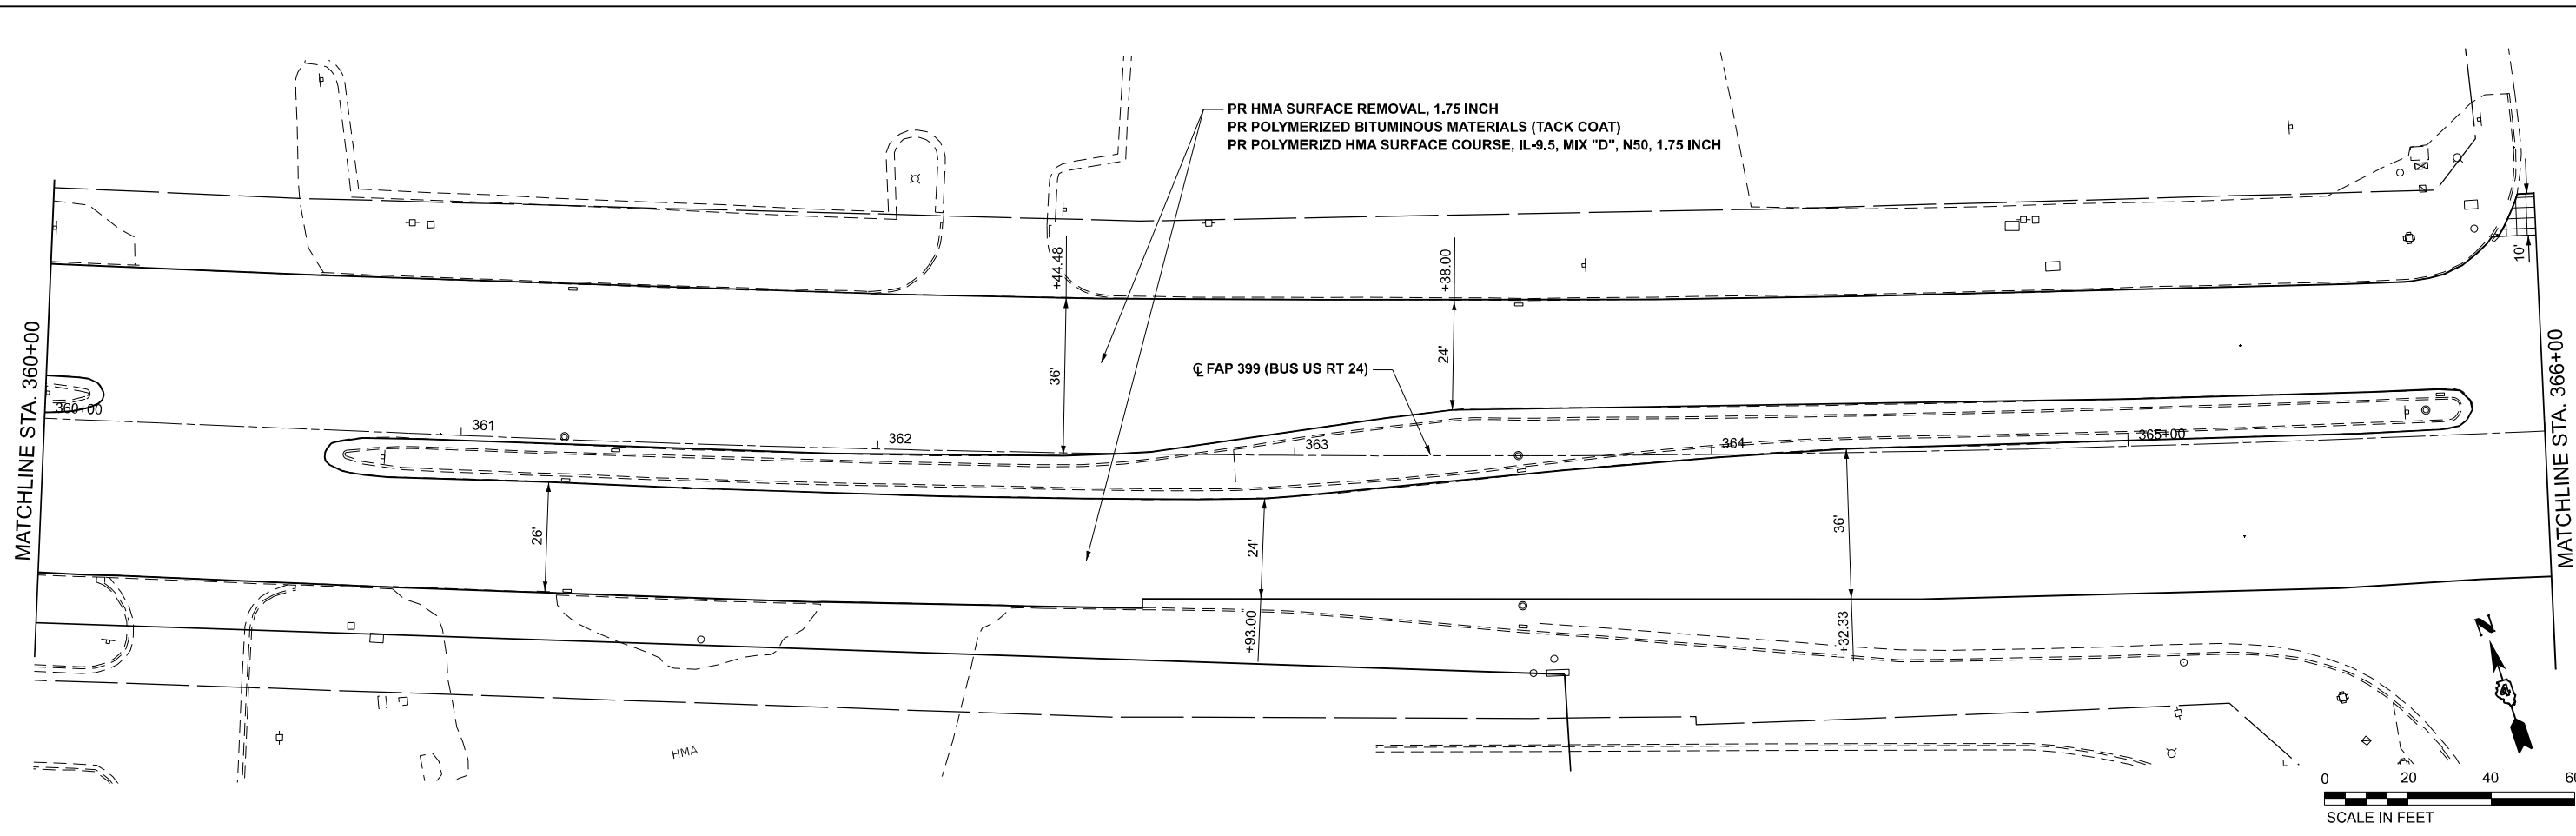 PR HMA SURFACE REMOVAL, 1.75 INCH
PR POLYMERIZED BITUMINOUS MATERIALS (TACK COAT)
PR POLYMERIZD HMA SURFACE COURSE, IL-9.5, MIX "D", N50, 1.75 INCH
+44.48
+38.00
10'
MATCHLINE STA. 360+00
36'
24'
℄ FAP 399 (BUS US RT 24)
MATCHLINE STA. 366+00
360+00
361
362
363
364
365+00
26'
24'
36'
+93.00
+32.33
N
4
HMA
0 20 40 60
SCALE IN FEET